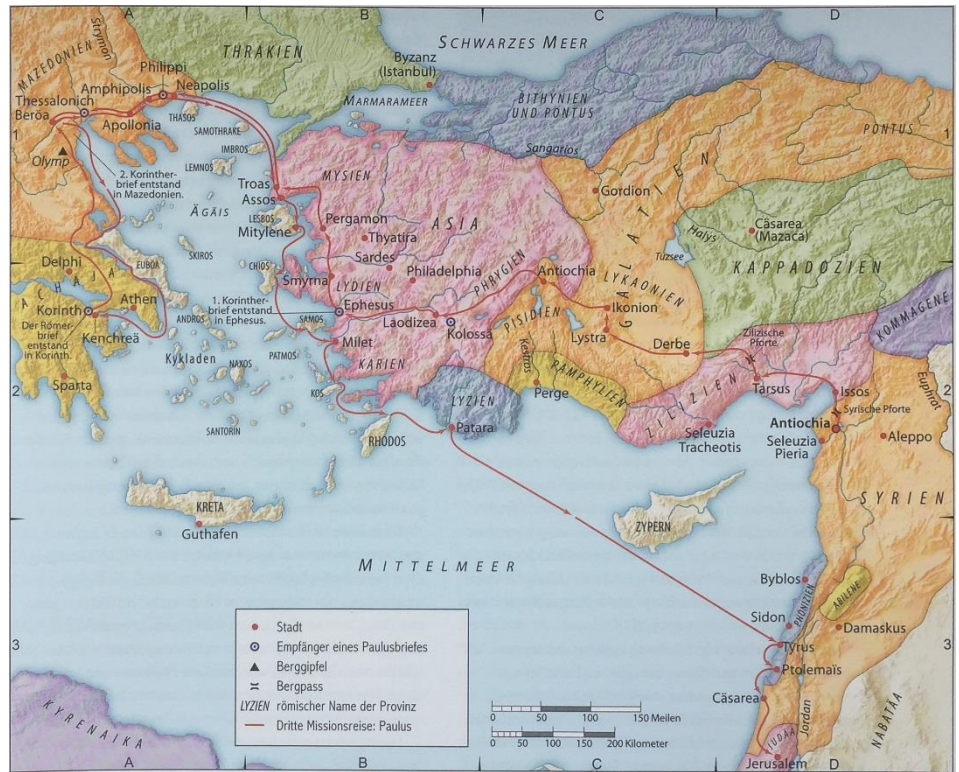 A
B
C
D
SCHWARZES MEER
THRAKIEN
Strymon
MAZEDONIEN
Philippi
Byzanz
(Istanbul)
Amphipolis
Neapolis
Thessalonich
Beröa
Apollonia
THASOS
SAMOTHRAKE
MARMARAMEER
BITHYNIEN
UND PONTUS
PONTUS
1
1
Olymp
IMBROS
LEMNOS
Sangarios
2. Korinther-
brief entstand
in Mazedonien.
MYSIEN
Troas
Assos
Gordion
GALATIEN
ÄGÄIS
LESBOS
Mitylene
Pergamon
ASIA
Thyatira
Halys
Cäsarea
(Mazaca)
Tuzsee
KAPPADOZIEN
Delphi
EUBÖA
SKIROS
CHIOS
Sardes
Smyrna
Philadelphia
PHRYGIEN
Antiochia
LYKAONIEN
KOMMAGENE
ACHAJA
Athen
Korinth
ANDROS
1. Korinther-
brief entstand
in Ephesus.
LYDIEN
Ephesus
SAMOS
Laodizea
Kolossä
PISIDIEN
Ikonion
Der Römer-
brief
entstand
in Korinth.
Kenchreä
Kykladen
NAXOS
PATMOS
Milet
KARIEN
Lystra
Derbe
Zilizische
Pforte
Kestros
PAMPHYLIEN
Perge
ZILIZIEN
Tarsus
Issos
Euphrat
Sparta
2
2
KOS
LYZIEN
SANTORIN
RHODOS
Patara
Seleuzia
Tracheotis
Syrische Pforte
Antiochia
Seleuzia
Pieria
Aleppo
SYRIEN
KRETA
Guthafen
ZYPERN
MITTELMEER
Byblos
PHÖNIZIEN
ABILENE
Sidon
Damaskus
Tyrus
Ptolemaïs
3
3
Cäsarea
Jordan
NABATÄA
JUDÄA
Jerusalem
KYRENAIKA
Stadt
Empfänger eines Paulusbriefes
Berggipfel
Bergpass
LYZIEN römischer Name der Provinz
Dritte Missionsreise: Paulus
0 50 100 150 Meilen
0 50 100 150 200 Kilometer
A
B
C
D